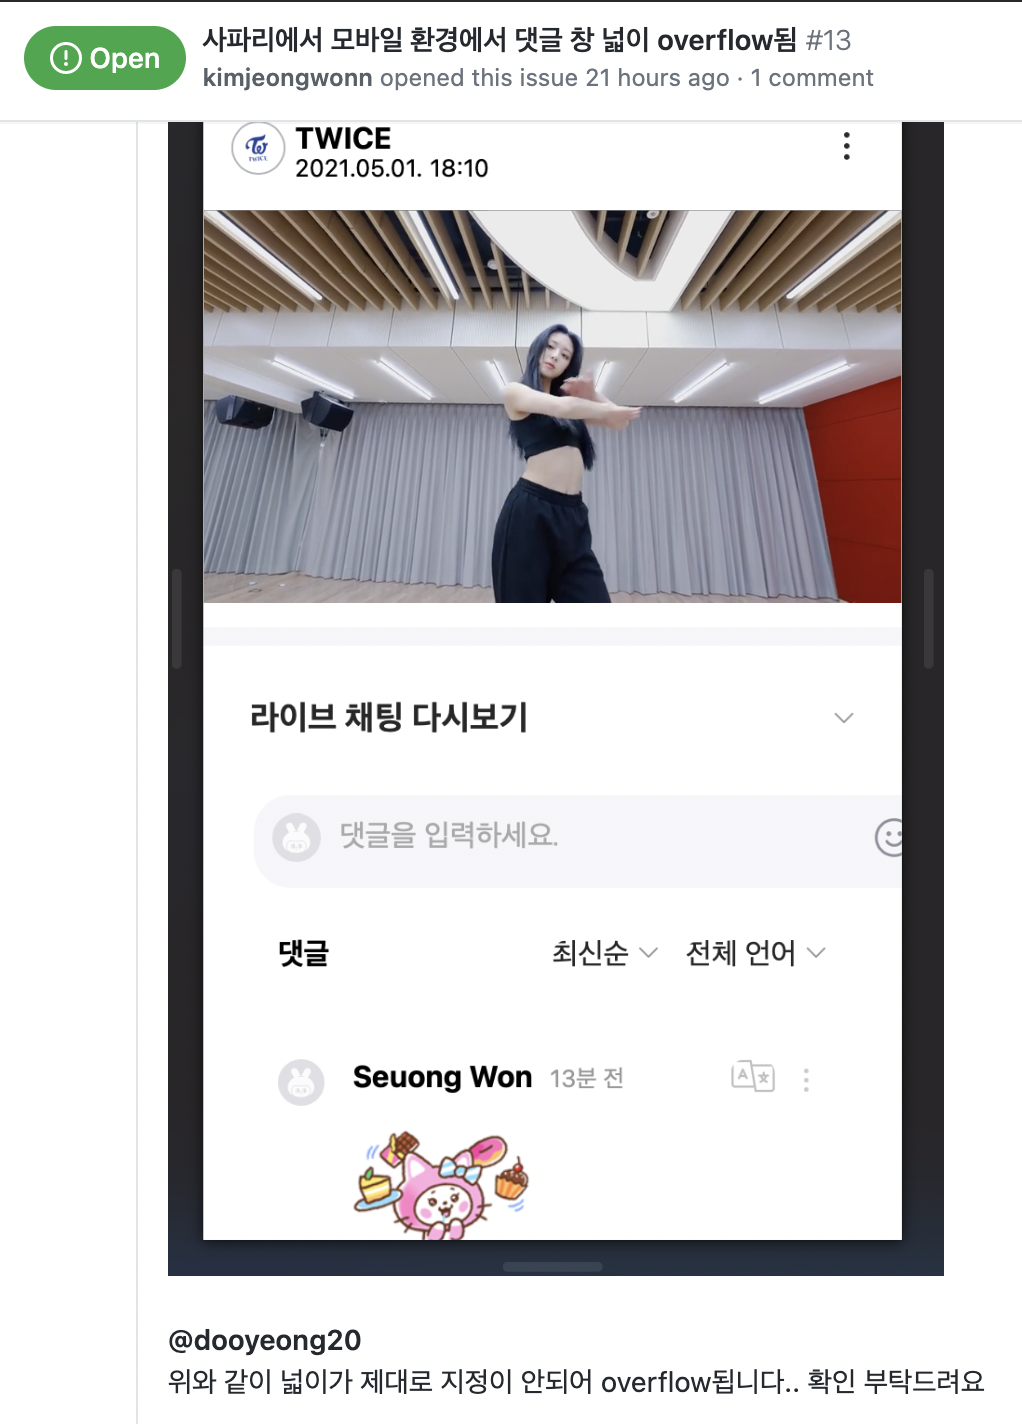 Open
사파리에서 모바일 환경에서 댓글 창 넓이 overflow됨 #13
kimjeongwonn opened this issue 21 hours ago · 1 comment
TWICE
TWICE
2021.05.01. 18:10
라이브 채팅 다시보기
댓글을 입력하세요.
댓글 최신순 전체 언어
Seuong Won 13분 전
@dooyeong20
위와 같이 넓이가 제대로 지정이 안되어 overflow됩니다.. 확인 부탁드려요